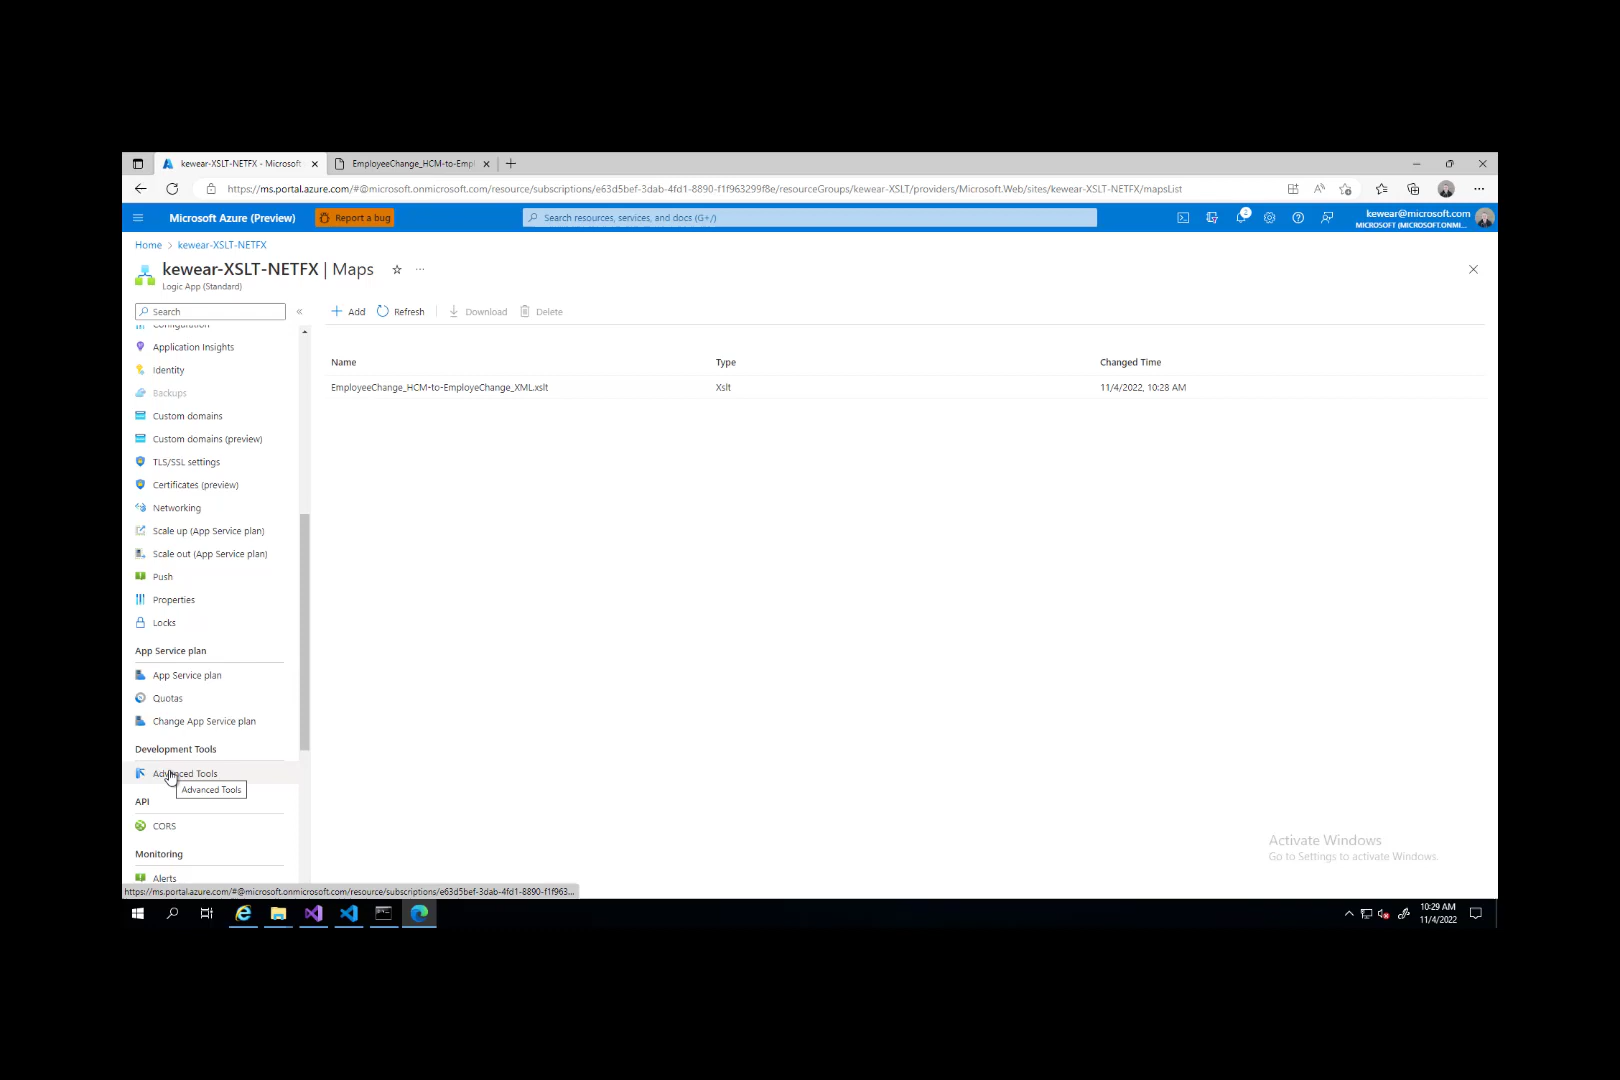 kewear-XSLT-NETFX - Microsoft
EmployeeChange_HCM-to-Empl
https://ms.portal.azure.com/#@microsoft.onmicrosoft.com/resource/subscriptions/e63d5bef-3dab-4fd1-8890-f1f963299f8e/resourceGroups/kewear-XSLT/providers/Microsoft.Web/sites/kewear-XSLT-NETFX/mapsList
Microsoft Azure (Preview)
Report a bug
Search resources, services, and docs (G+/)
2
kewear@microsoft.com
MICROSOFT (MICROSOFT.ONMI...
Home > kewear-XSLT-NETFX
kewear-XSLT-NETFX | Maps
Logic App (Standard)
Search
Add Refresh Download Delete
Configuration
Application Insights
Identity
Backups
Custom domains
Custom domains (preview)
TLS/SSL settings
Certificates (preview)
Networking
Scale up (App Service plan)
Scale out (App Service plan)
Push
Properties
Locks
App Service plan
App Service plan
Quotas
Change App Service plan
Development Tools
Advanced Tools
Advanced Tools
API
CORS
Monitoring
Alerts
Name Type Changed Time
EmployeeChange_HCM-to-EmployeChange_XML.xslt Xslt 11/4/2022, 10:28 AM
Activate Windows
Go to Settings to activate Windows.
https://ms.portal.azure.com/#@microsoft.onmicrosoft.com/resource/subscriptions/e63d5bef-3dab-4fd1-8890-f1f963...
10:29 AM
11/4/2022